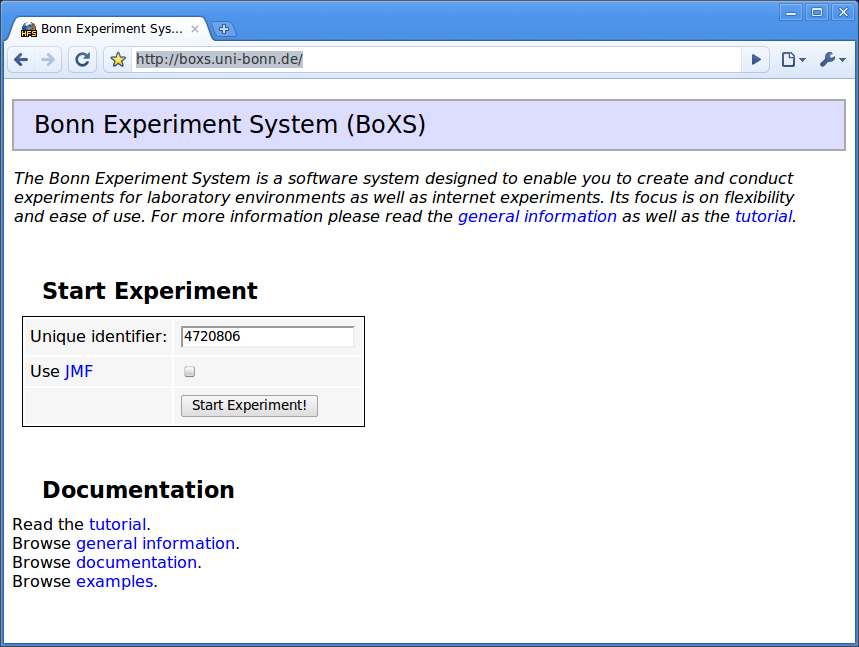 Bonn Experiment Sys...
http://boxs.uni-bonn.de/
Bonn Experiment System (BoXS)
The Bonn Experiment System is a software system designed to enable you to create and conduct
experiments for laboratory environments as well as internet experiments. Its focus is on flexibility
and ease of use. For more information please read the general information as well as the tutorial.
Start Experiment
Unique identifier: 4720806
Use JMF
Start Experiment!
Documentation
Read the tutorial.
Browse general information.
Browse documentation.
Browse examples.